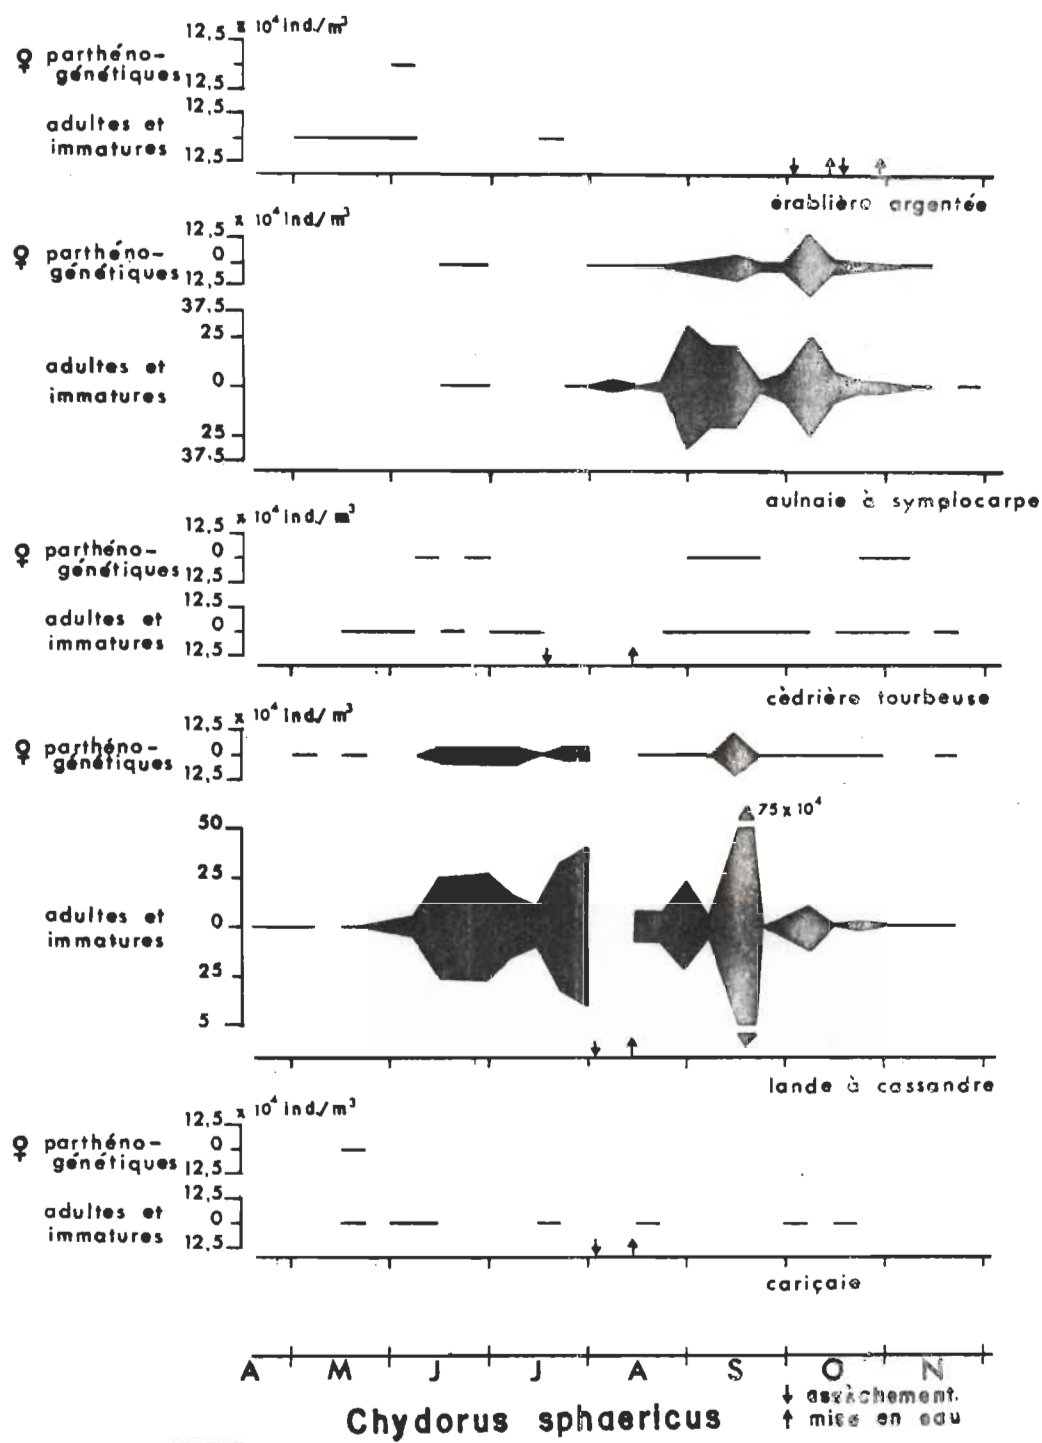 12,5 x 10⁴ ind./m³
♀ parthéno-
génétiques 12,5
12,5
adultes et
immatures 12,5
érablière argentée
x 10⁴ ind./m³
12,5
♀ parthéno- 0
génétiques 12,5
37.5
25
adultes et 0
immatures
25
37.5
aulnaie à symplocarpe
12,5 x 10⁴ ind./m³
♀ parthéno- 0
génétiques 12,5
12,5
adultes et 0
immatures 12,5
cèdrière tourbeuse
12,5 x 10⁴ ind./m³
♀ parthéno- 0
génétiques 12,5
75 x 10⁴
50
25
adultes et 0
immatures
25
5
lande à cassandre
12,5 x 10⁴ ind./m³
♀ parthéno- 0
génétiques 12,5
12,5
adultes et 0
immatures 12,5
cariçaie
A M J J A S O N
↓ assèchement.
↑ mise en eau
Chydorus sphaericus